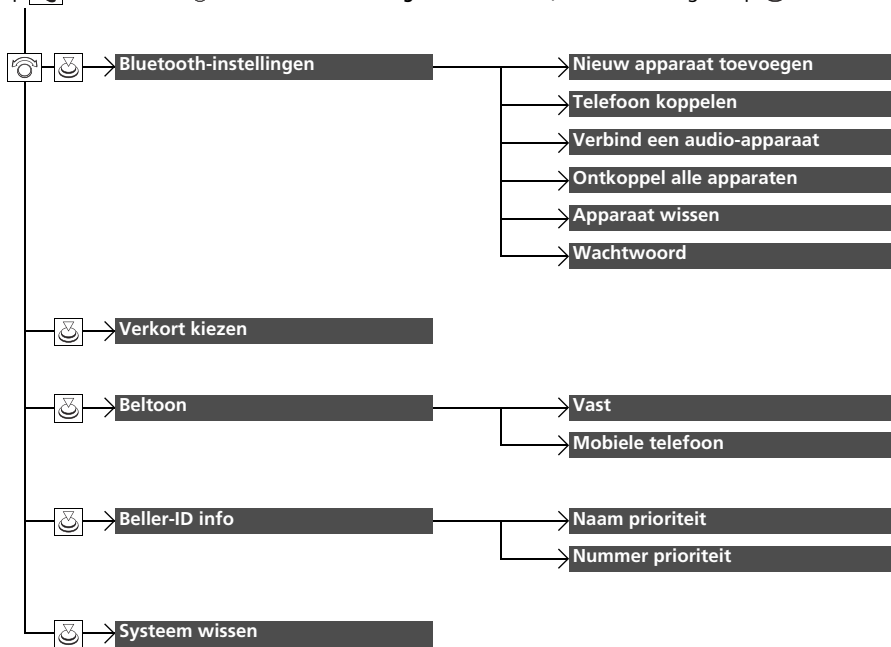 Bluetooth-instellingen
Nieuw apparaat toevoegen
Telefoon koppelen
Verbind een audio-apparaat
Ontkoppel alle apparaten
Apparaat wissen
Wachtwoord
Verkort kiezen
Beltoon
Vast
Mobiele telefoon
Beller-ID info
Naam prioriteit
Nummer prioriteit
Systeem wissen